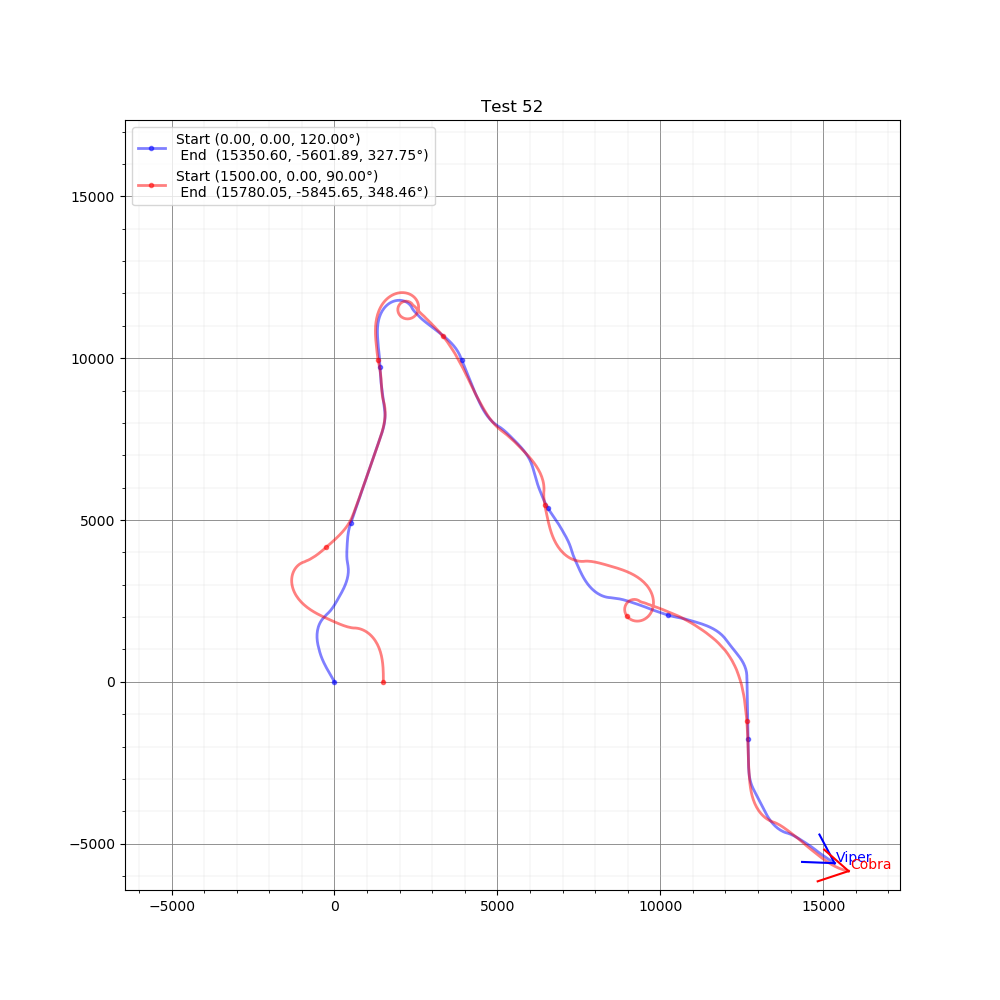 Test 52
Start (0.00, 0.00, 120.00°)
End (15350.60, -5601.89, 327.75°)
Start (1500.00, 0.00, 90.00°)
End (15780.05, -5845.65, 348.46°)
15000
10000
5000
0
−5000
Viper
Cobra
−5000 0 5000 10000 15000